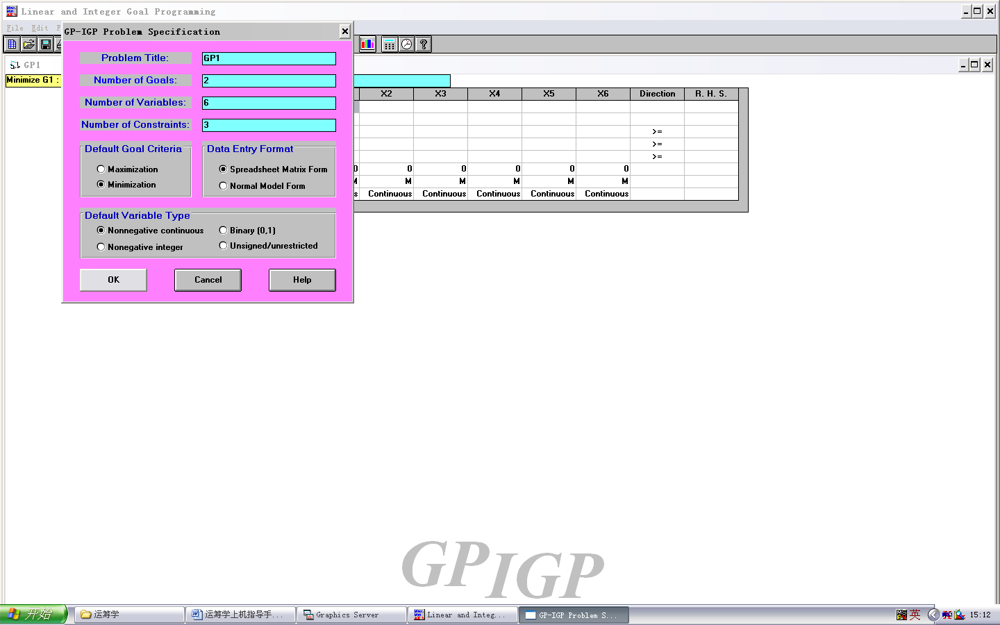 Linear and Integer Goal Programming
File Edit F
GP-IGP Problem Specification
GP1
Minimize G1 :
Problem Title: GP1
Number of Goals: 2
Number of Variables: 6
Number of Constraints: 3
Default Goal Criteria
Maximization
Minimization
Data Entry Format
Spreadsheet Matrix Form
Normal Model Form
Default Variable Type
Nonnegative continuous
Binary (0,1)
Nonegative integer
Unsigned/unrestricted
OK Cancel Help
X2 X3 X4 X5 X6 Direction R. H. S.
>=
>=
>=
0 0 0 0 0 0
M M M M M M
s Continuous Continuous Continuous Continuous Continuous
GP IGP
开始 运筹学 运筹学上机指导手... Graphics Server Linear and Integ... GP-IGP Problem S... 英 15:12